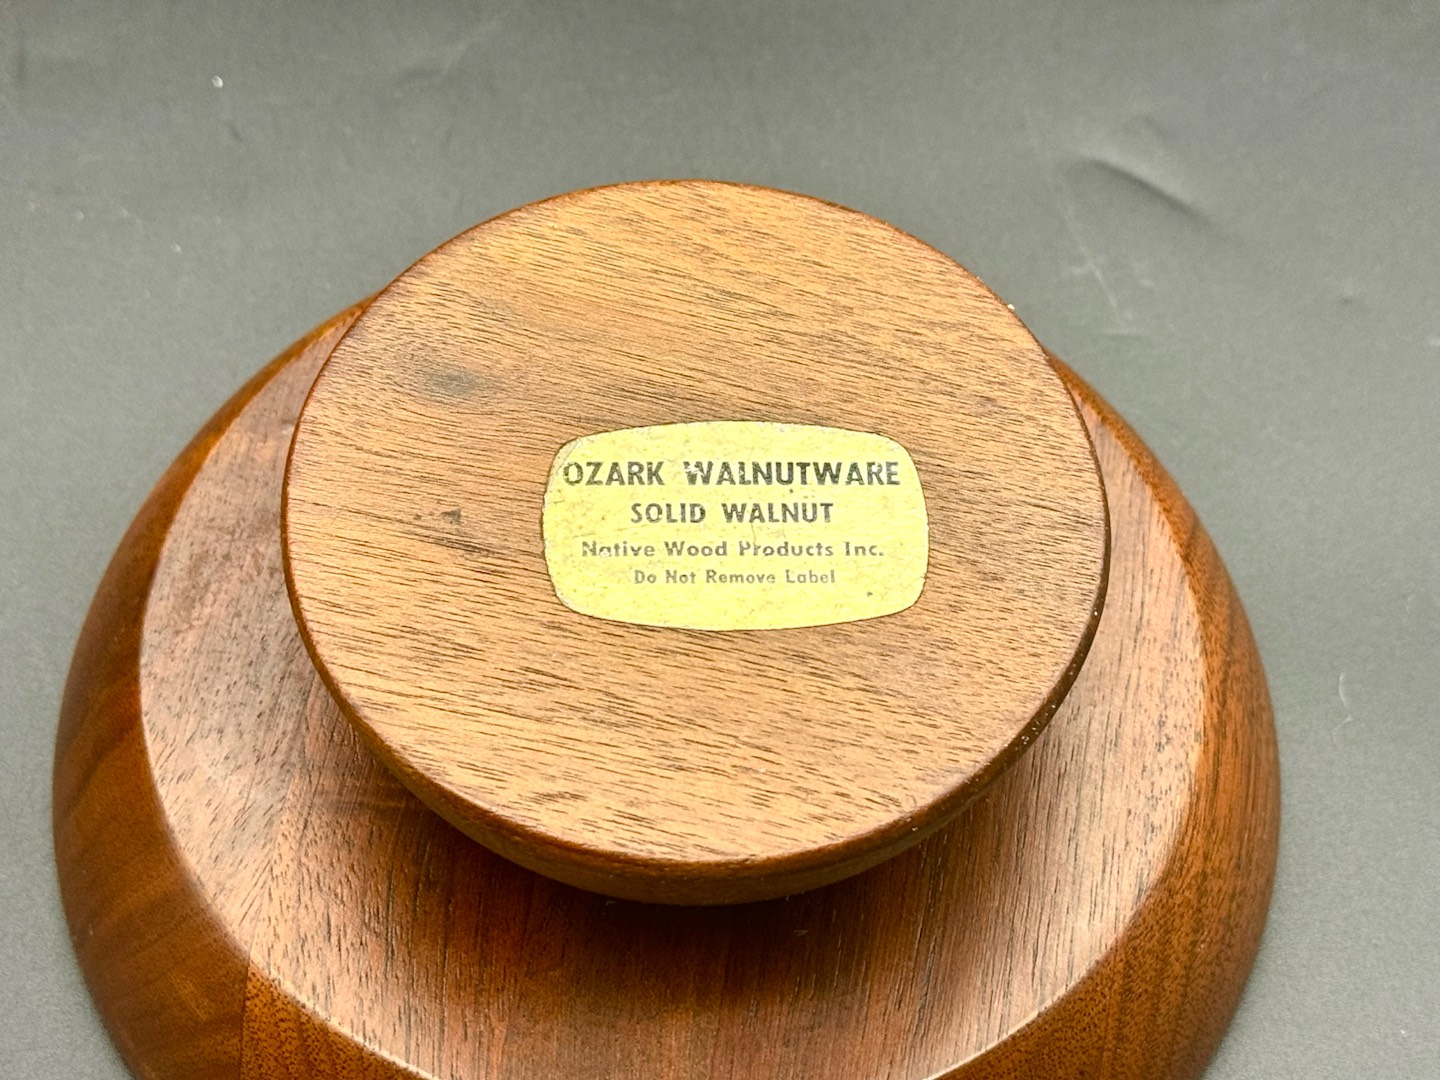 OZARK WALNUTWARE
SOLID WALNUT
Native Wood Products Inc.
Do Not Remove Label